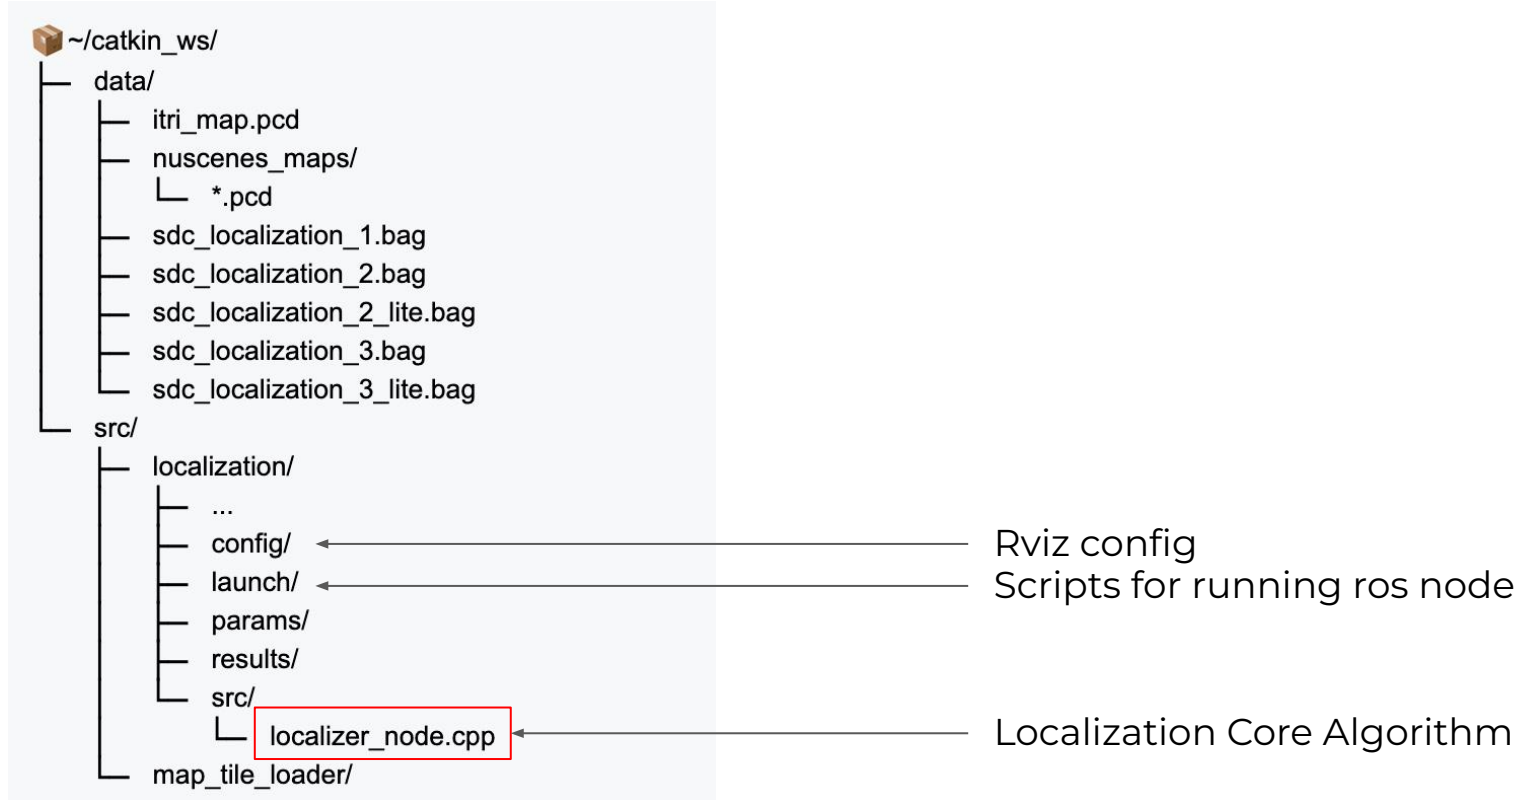 ~/catkin_ws/
data/
itri_map.pcd
nuscenes_maps/
*.pcd
sdc_localization_1.bag
sdc_localization_2.bag
sdc_localization_2_lite.bag
sdc_localization_3.bag
sdc_localization_3_lite.bag
src/
localization/
...
config/
Rviz config
launch/
Scripts for running ros node
params/
results/
src/
localizer_node.cpp
Localization Core Algorithm
map_tile_loader/